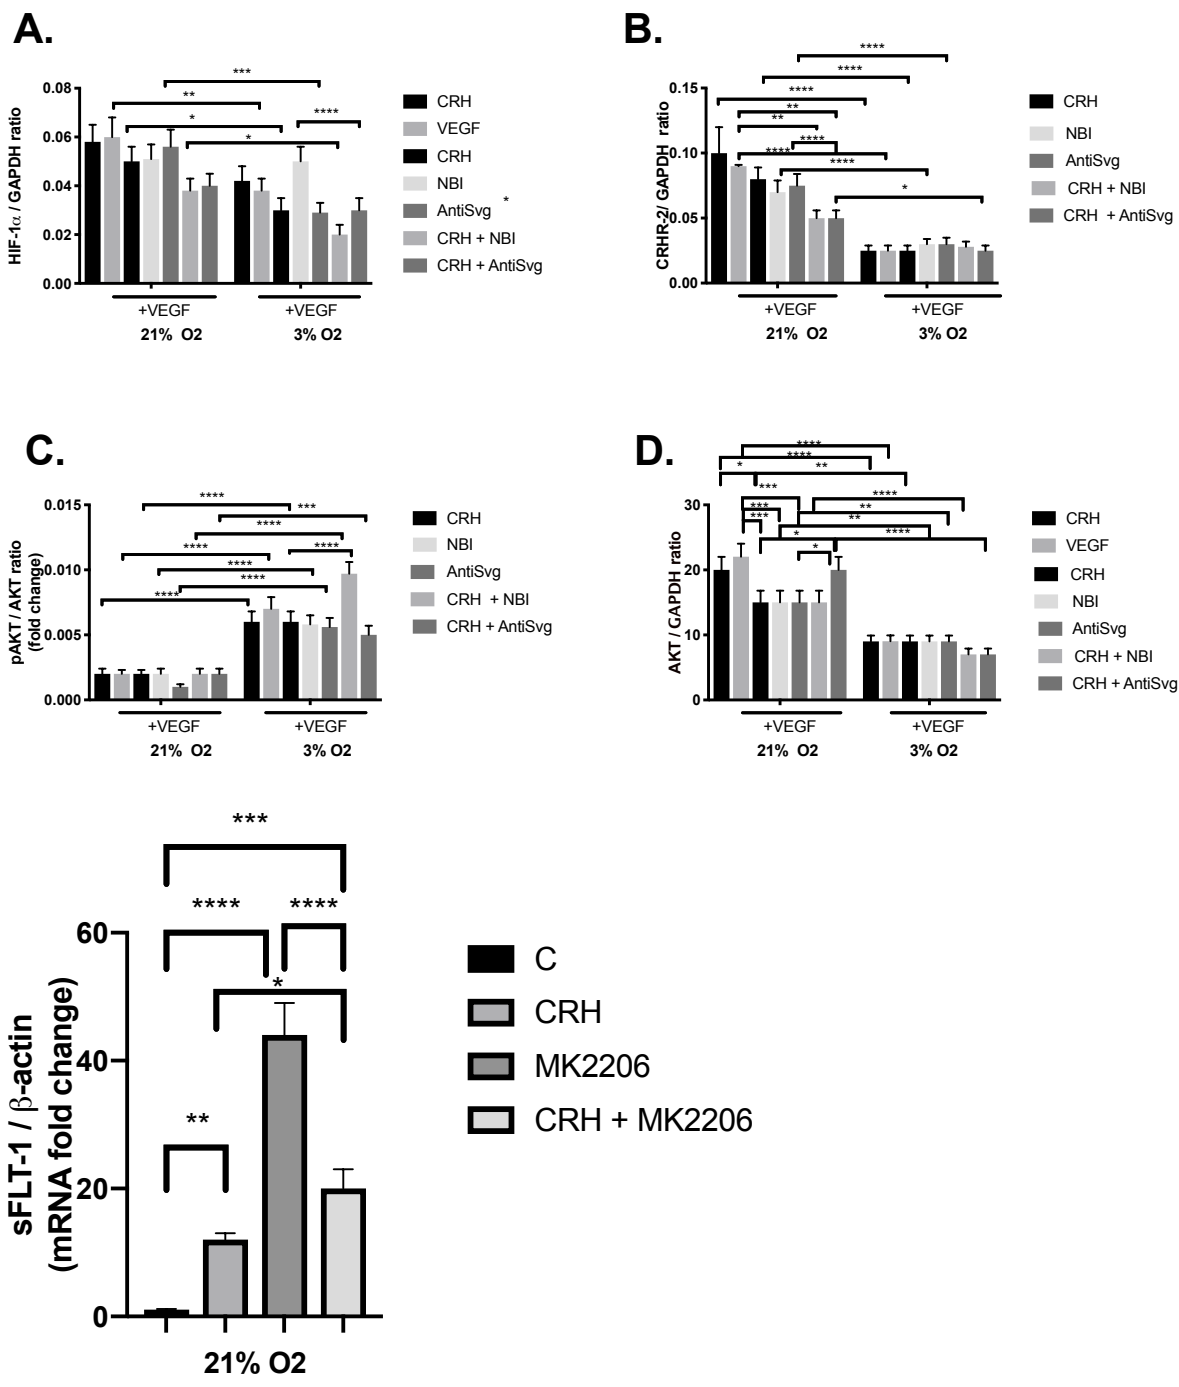 A.
HIF-1α / GAPDH ratio
0.08
0.06
0.04
0.02
0.00
***
**
*
*
****
+VEGF
+VEGF
21% O2
3% O2
CRH
VEGF
CRH
NBI
AntiSvg *
CRH + NBI
CRH + AntiSvg
B.
CRHR-2/ GAPDH ratio
0.15
0.10
0.05
0.00
****
****
****
**
**
****
****
****
*
+VEGF
+VEGF
21% O2
3% O2
CRH
NBI
AntiSvg
CRH + NBI
CRH + AntiSvg
C.
pAKT / AKT ratio
(fold change)
0.015
0.010
0.005
0.000
****
***
****
****
****
****
****
****
+VEGF
+VEGF
21% O2
3% O2
CRH
NBI
AntiSvg
CRH + NBI
CRH + AntiSvg
D.
AKT / GAPDH ratio
30
20
10
0
****
****
*
**
***
****
***
**
***
**
*
****
*
+VEGF
+VEGF
21% O2
3% O2
CRH
VEGF
CRH
NBI
AntiSvg
CRH + NBI
CRH + AntiSvg
sFLT-1 / β-actin
(mRNA fold change)
60
40
20
0
***
****
****
*
**
21% O2
C
CRH
MK2206
CRH + MK2206